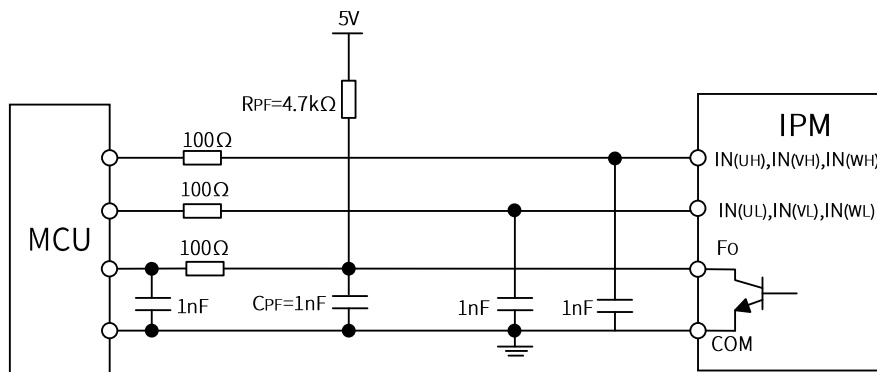 5V
RPF=4.7kΩ
IPM
100Ω
IN(UH),IN(VH),IN(WH)
100Ω
IN(UL),IN(VL),IN(WL)
MCU
100Ω
FO
1nF
CPF=1nF
1nF
1nF
COM